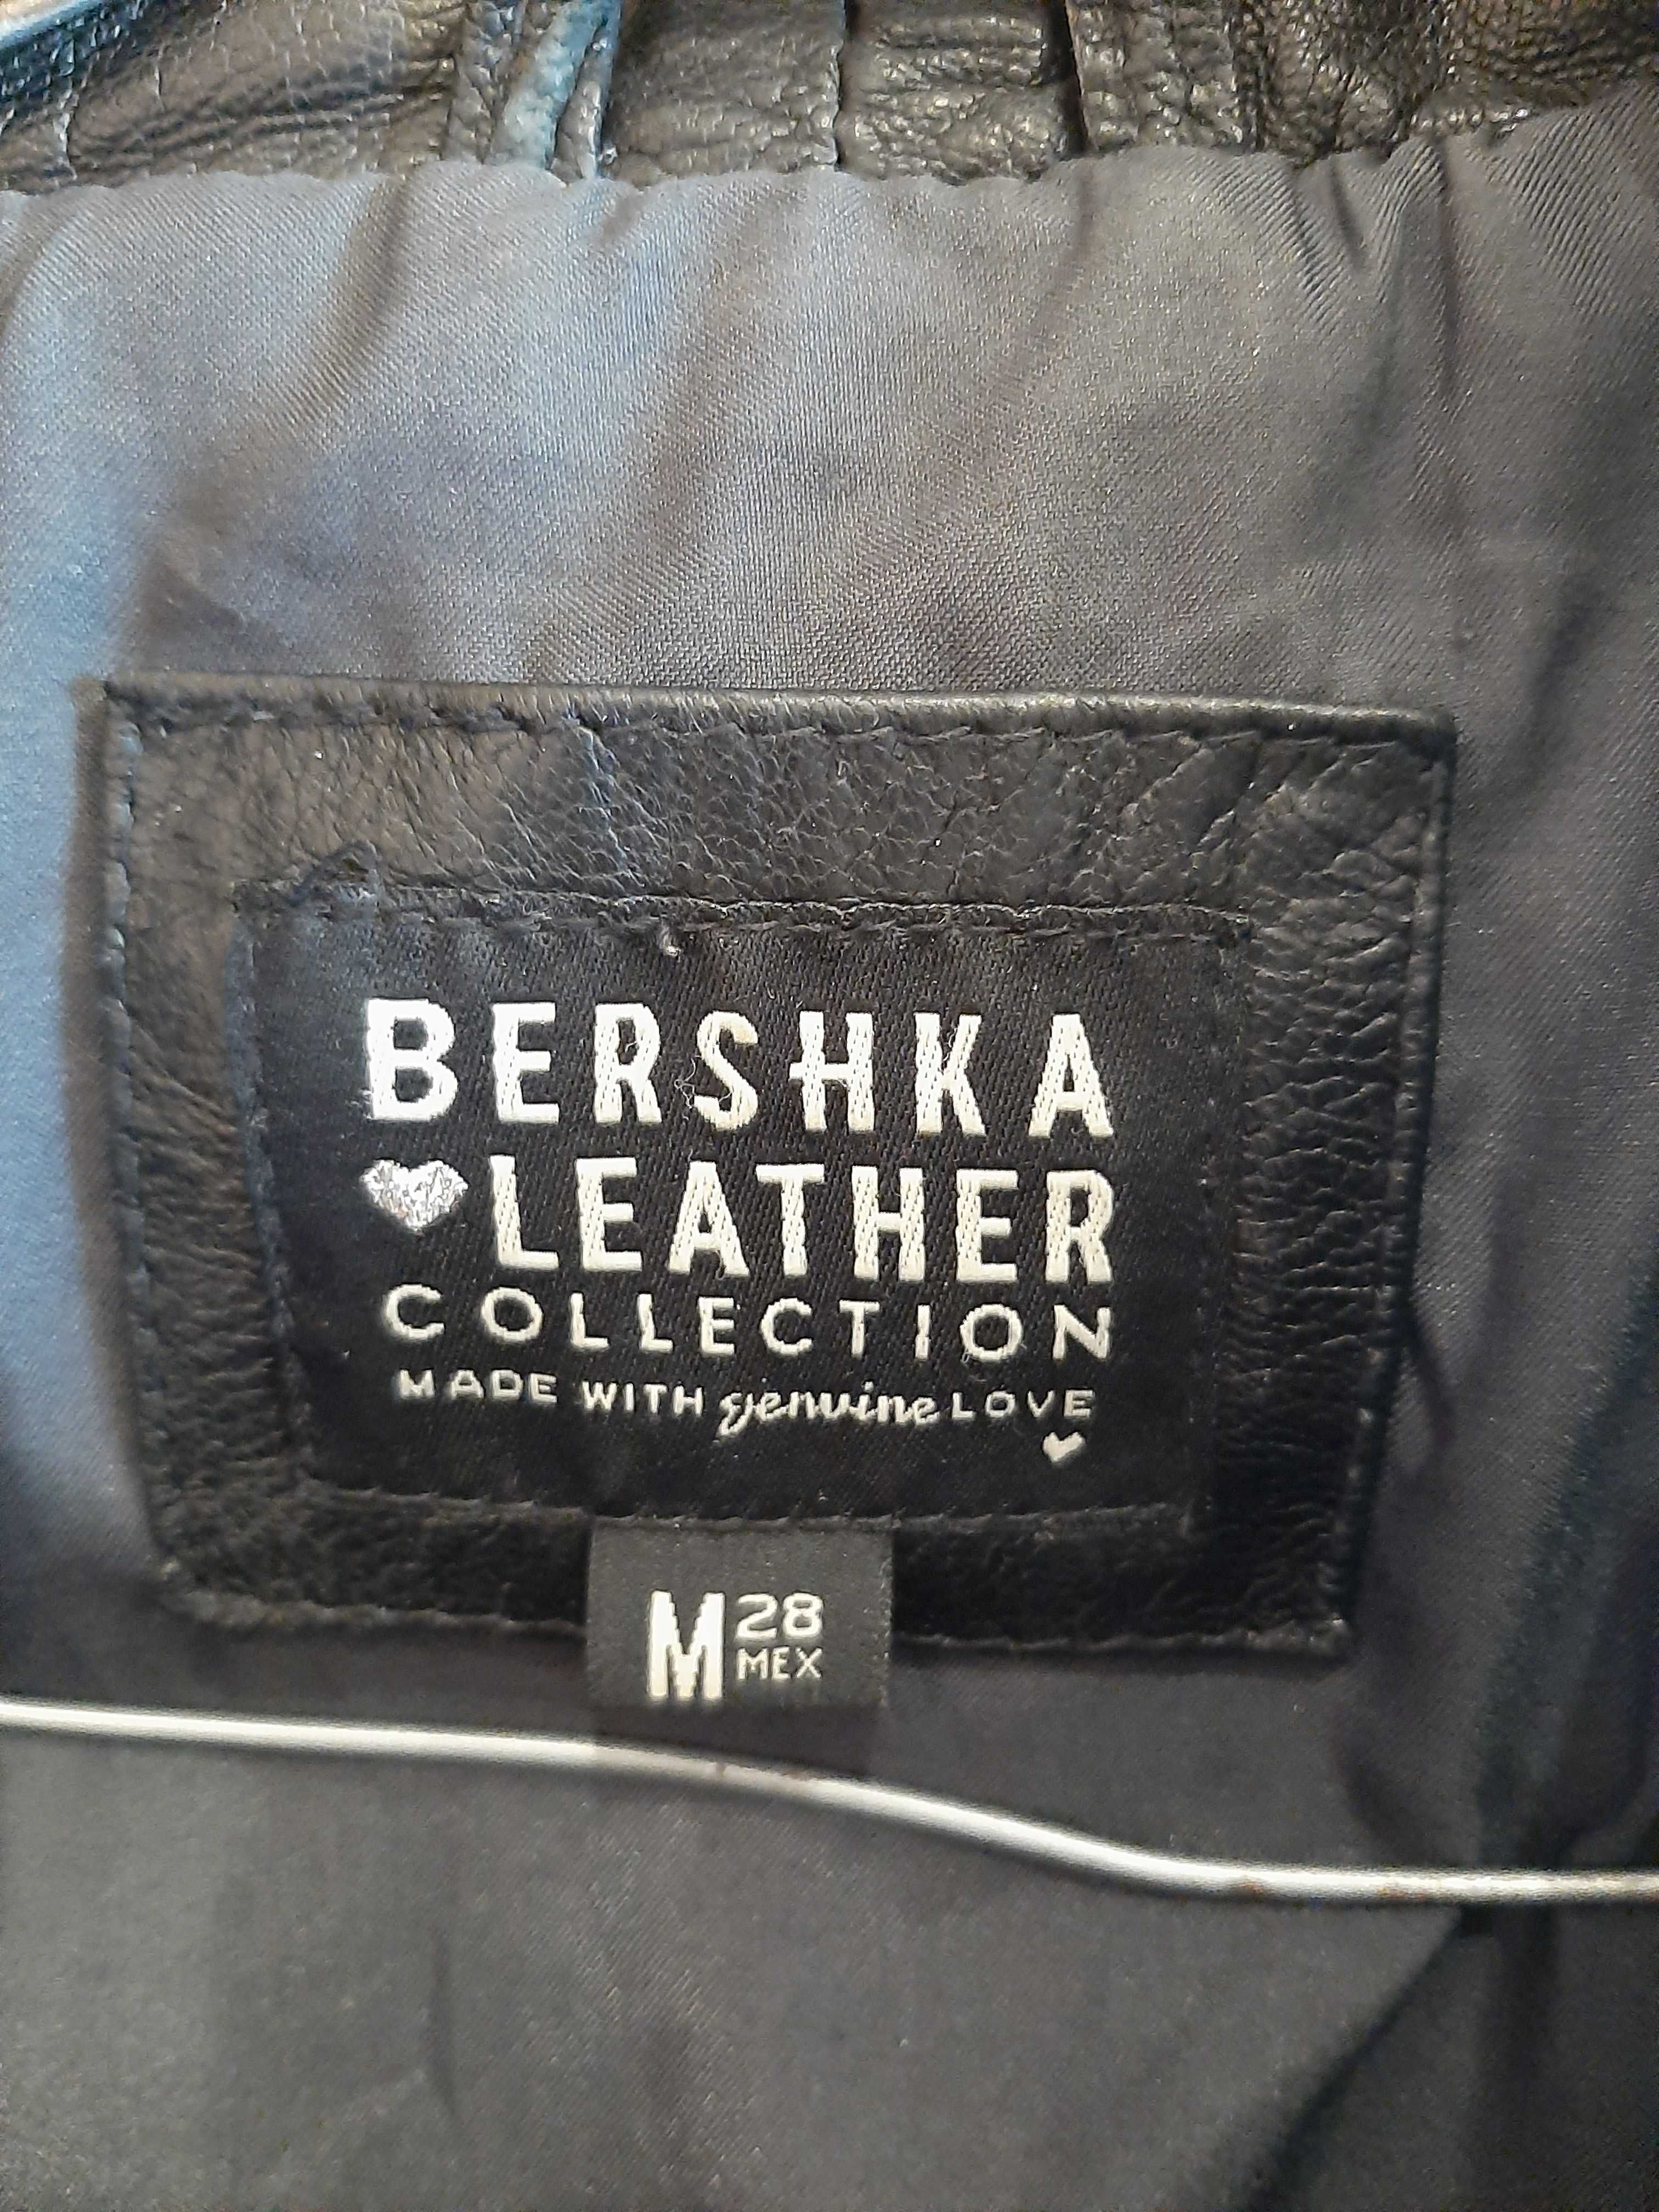 BERSHKA
LEATHER
COLLECTION
MADE WITH genuine LOVE
M 28
MEX